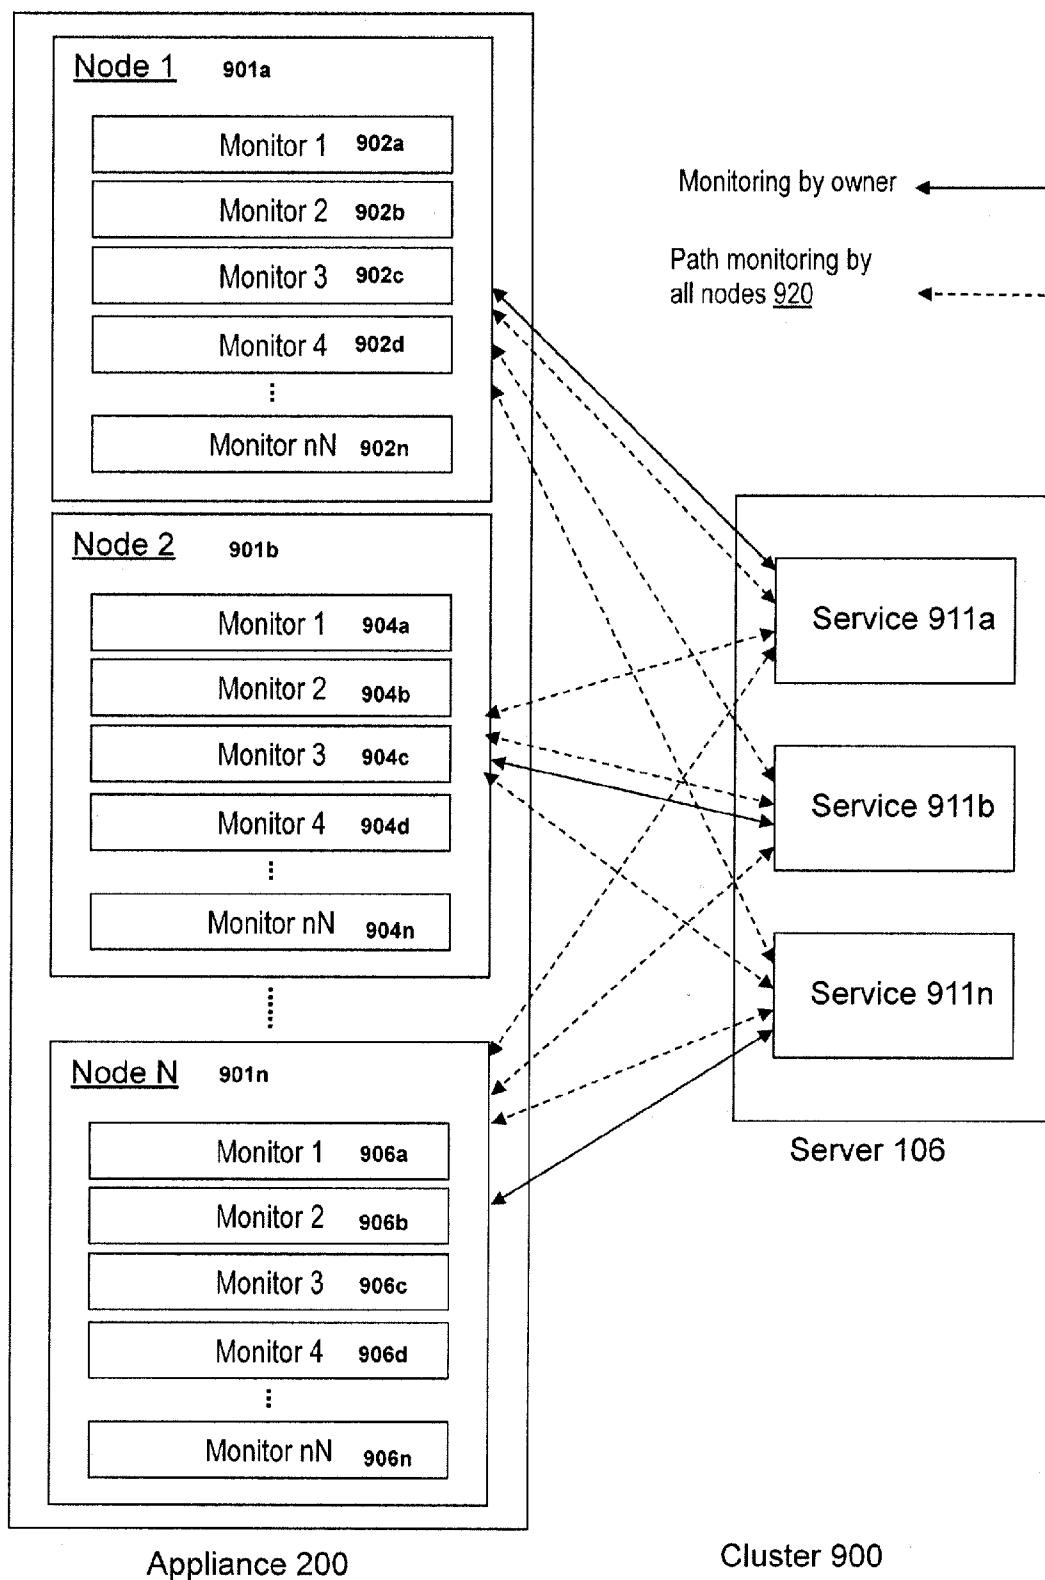 Node 1 901a
Monitor 1 902a
Monitor 2 902b
Monitor 3 902c
Monitor 4 902d
Monitor nN 902n
Monitoring by owner
Path monitoring by
all nodes 920
Node 2 901b
Monitor 1 904a
Monitor 2 904b
Monitor 3 904c
Monitor 4 904d
Monitor nN 904n
Service 911a
Service 911b
Service 911n
Server 106
Node N 901n
Monitor 1 906a
Monitor 2 906b
Monitor 3 906c
Monitor 4 906d
Monitor nN 906n
Appliance 200
Cluster 900